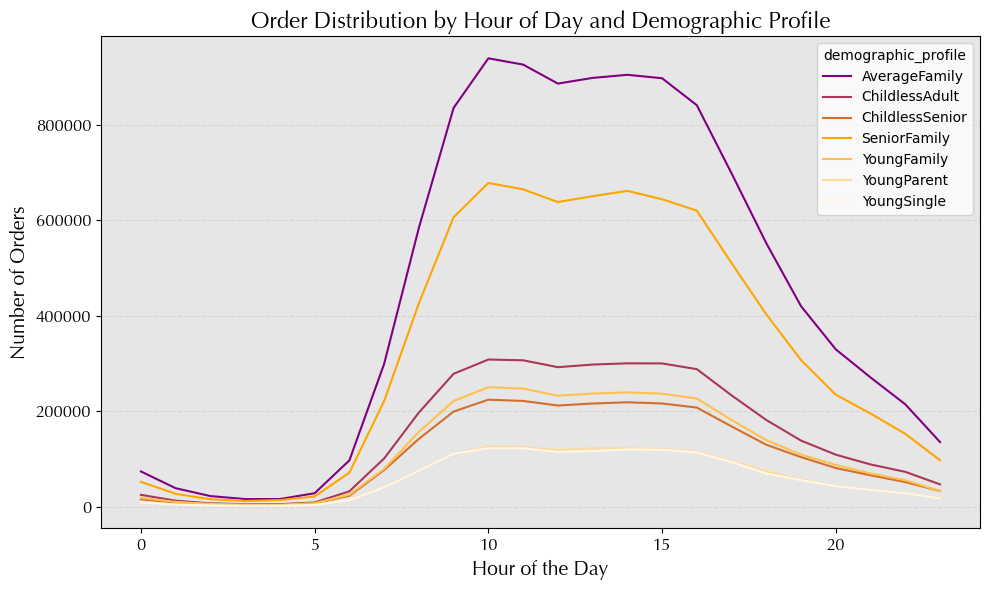 Order Distribution by Hour of Day and Demographic Profile
demographic_profile
AverageFamily
ChildlessAdult
ChildlessSenior
SeniorFamily
YoungFamily
YoungParent
YoungSingle
Number of Orders
800000
600000
400000
200000
0
0 5 10 15 20
Hour of the Day